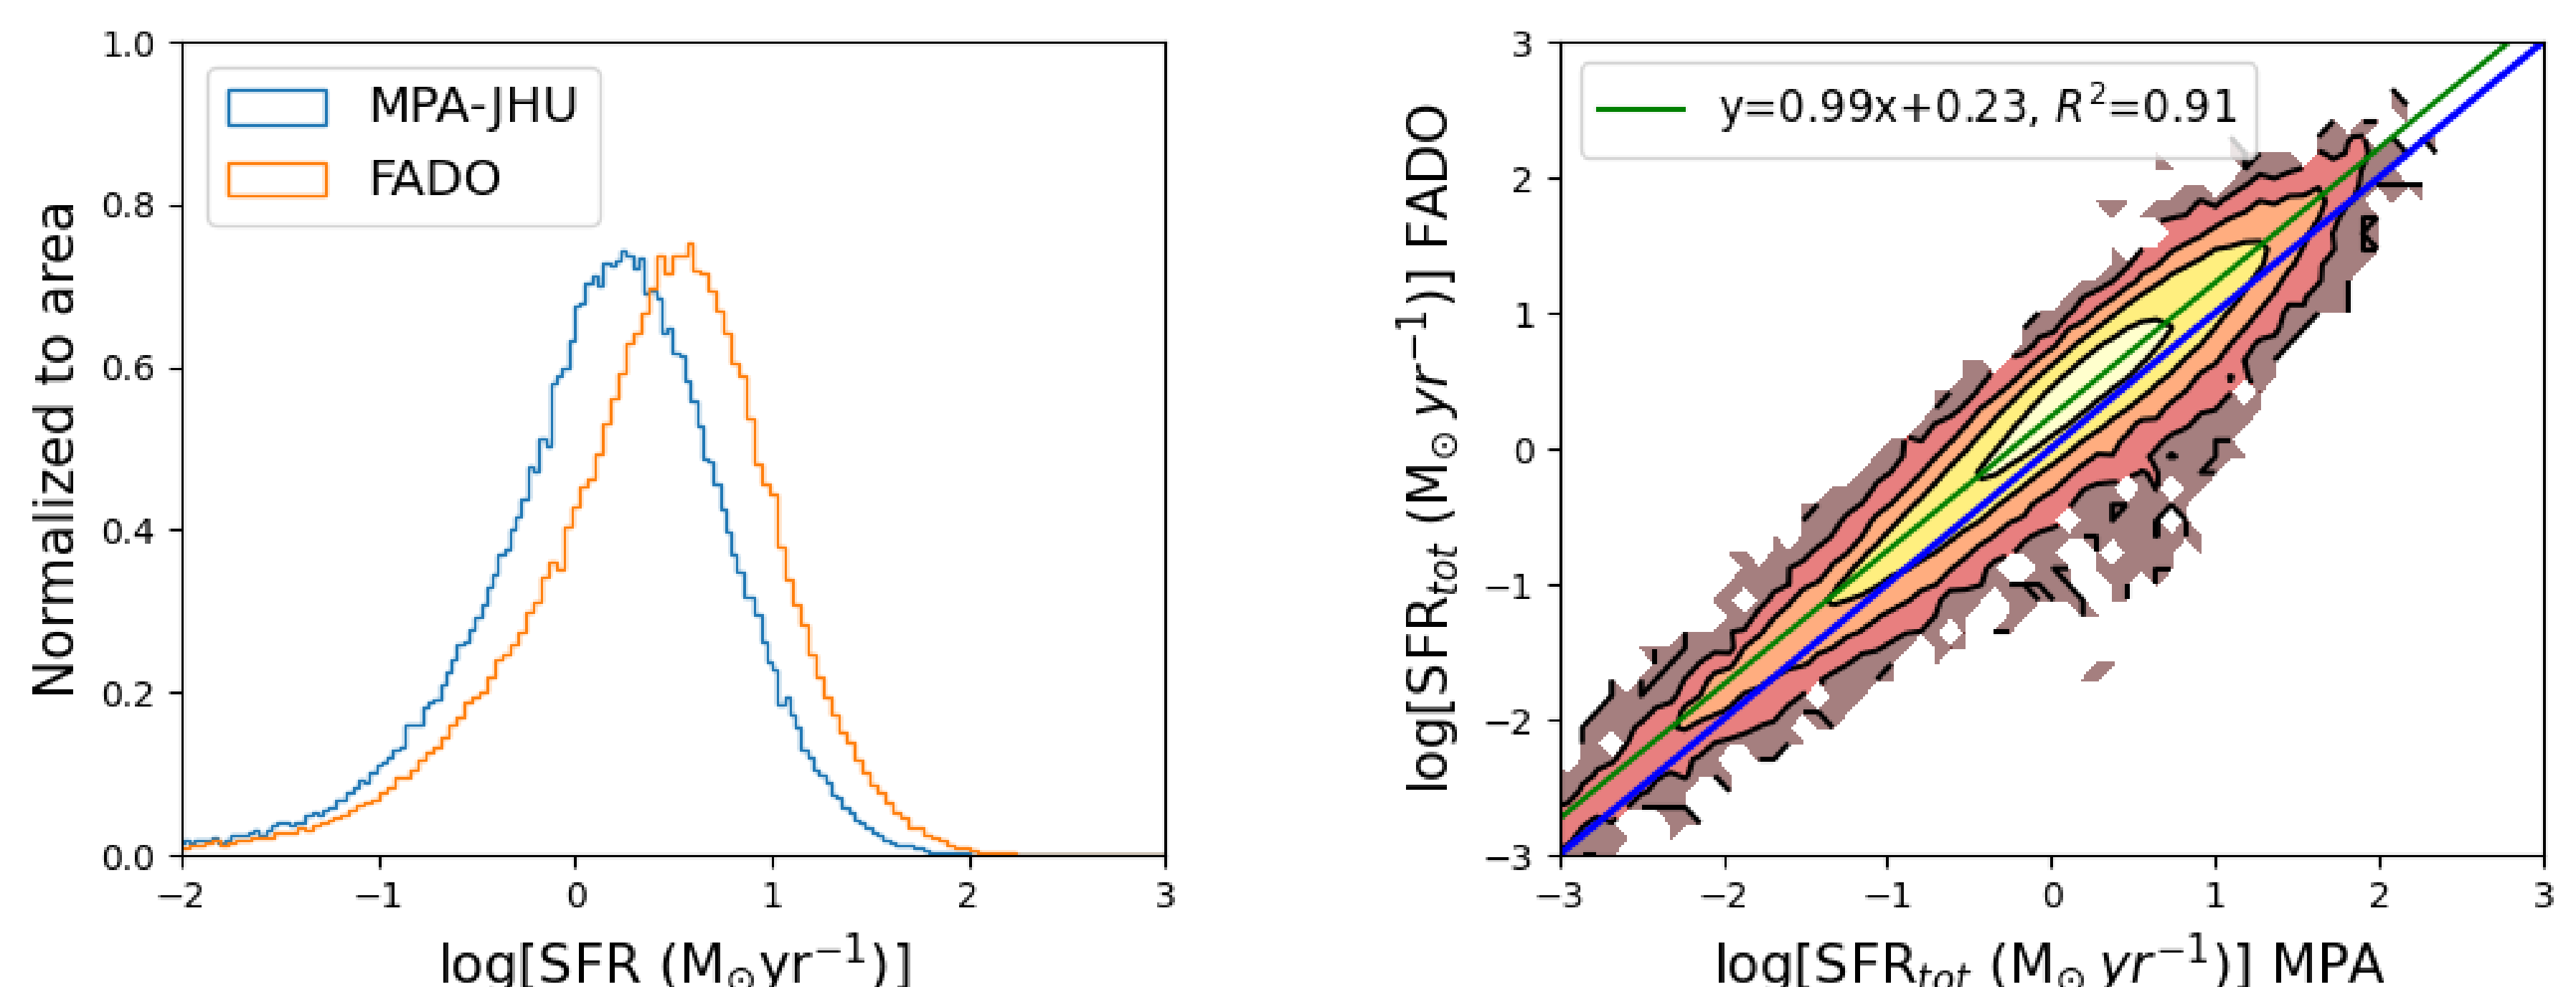 1.0
0.8
0.6
0.4
0.2
0.0
Normalized to area
MPA-JHU
FADO
−2 −1 0 1 2 3
log[SFR (M☉yr⁻¹)]
3
2
1
0
−1
−2
−3
log[SFR_tot (M☉ yr⁻¹)] FADO
y=0.99x+0.23, R²=0.91
−3 −2 −1 0 1 2 3
log[SFR_tot (M☉ yr⁻¹)] MPA